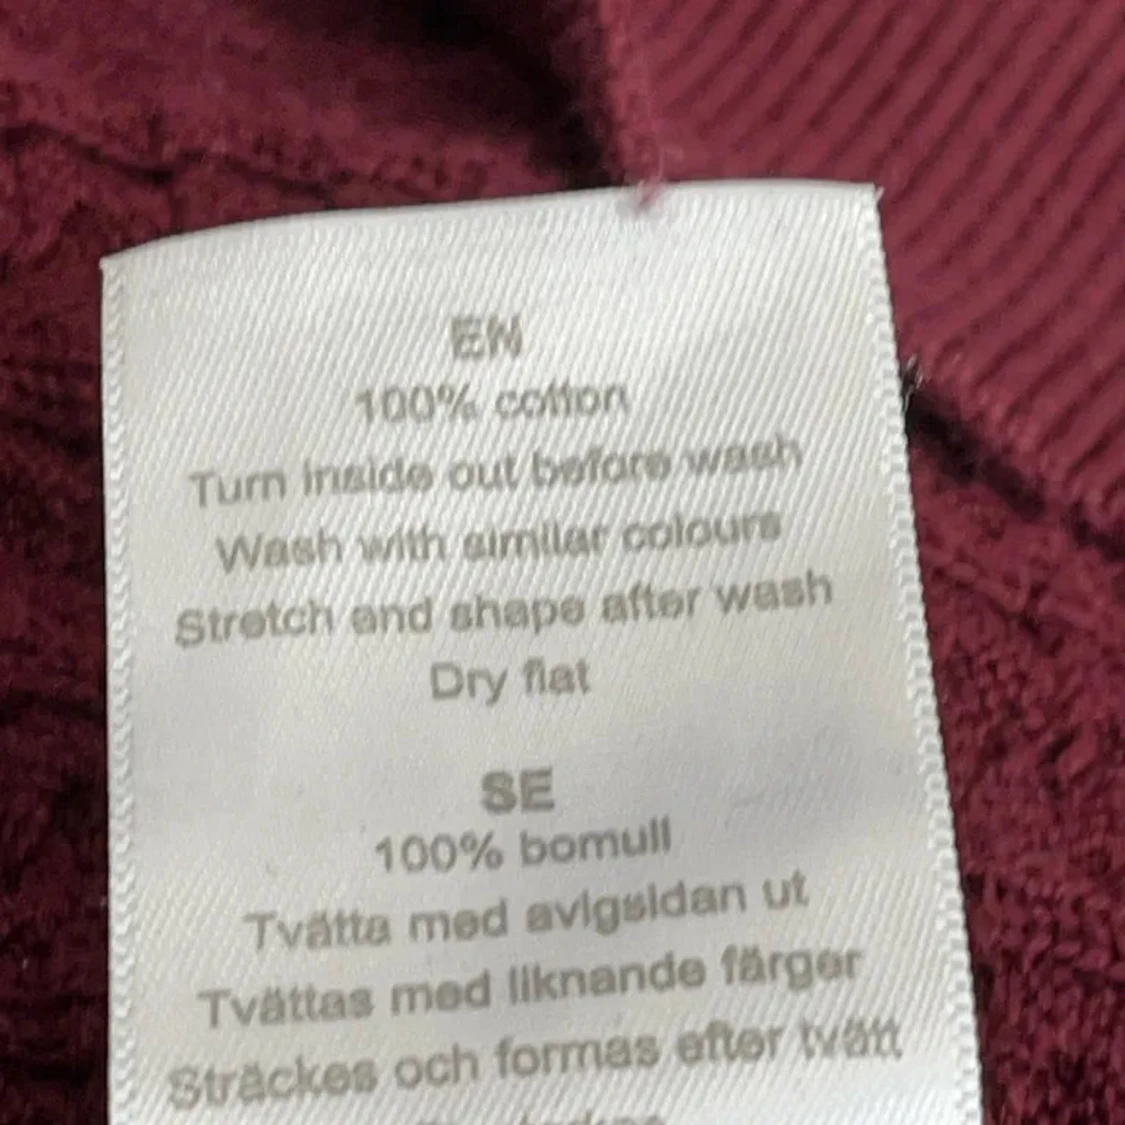 EN
100% cotton
Turn inside out before wash
Wash with similar colours
Stretch and shape after wash
Dry flat
SE
100% bomull
Tvätta med avigsidan ut
Tvättas med liknande färger
Sträckes och formas efter tvätt